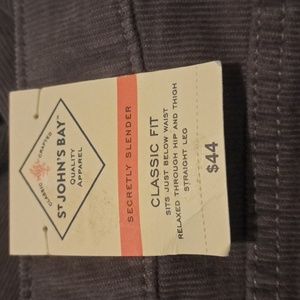 CLASSIC CRAFTED
ST JOHN'S BAY™
QUALITY
APPAREL
SECRETLY SLENDER
CLASSIC FIT
SITS JUST BELOW WAIST
RELAXED THROUGH HIP AND THIGH
STRAIGHT LEG
$44